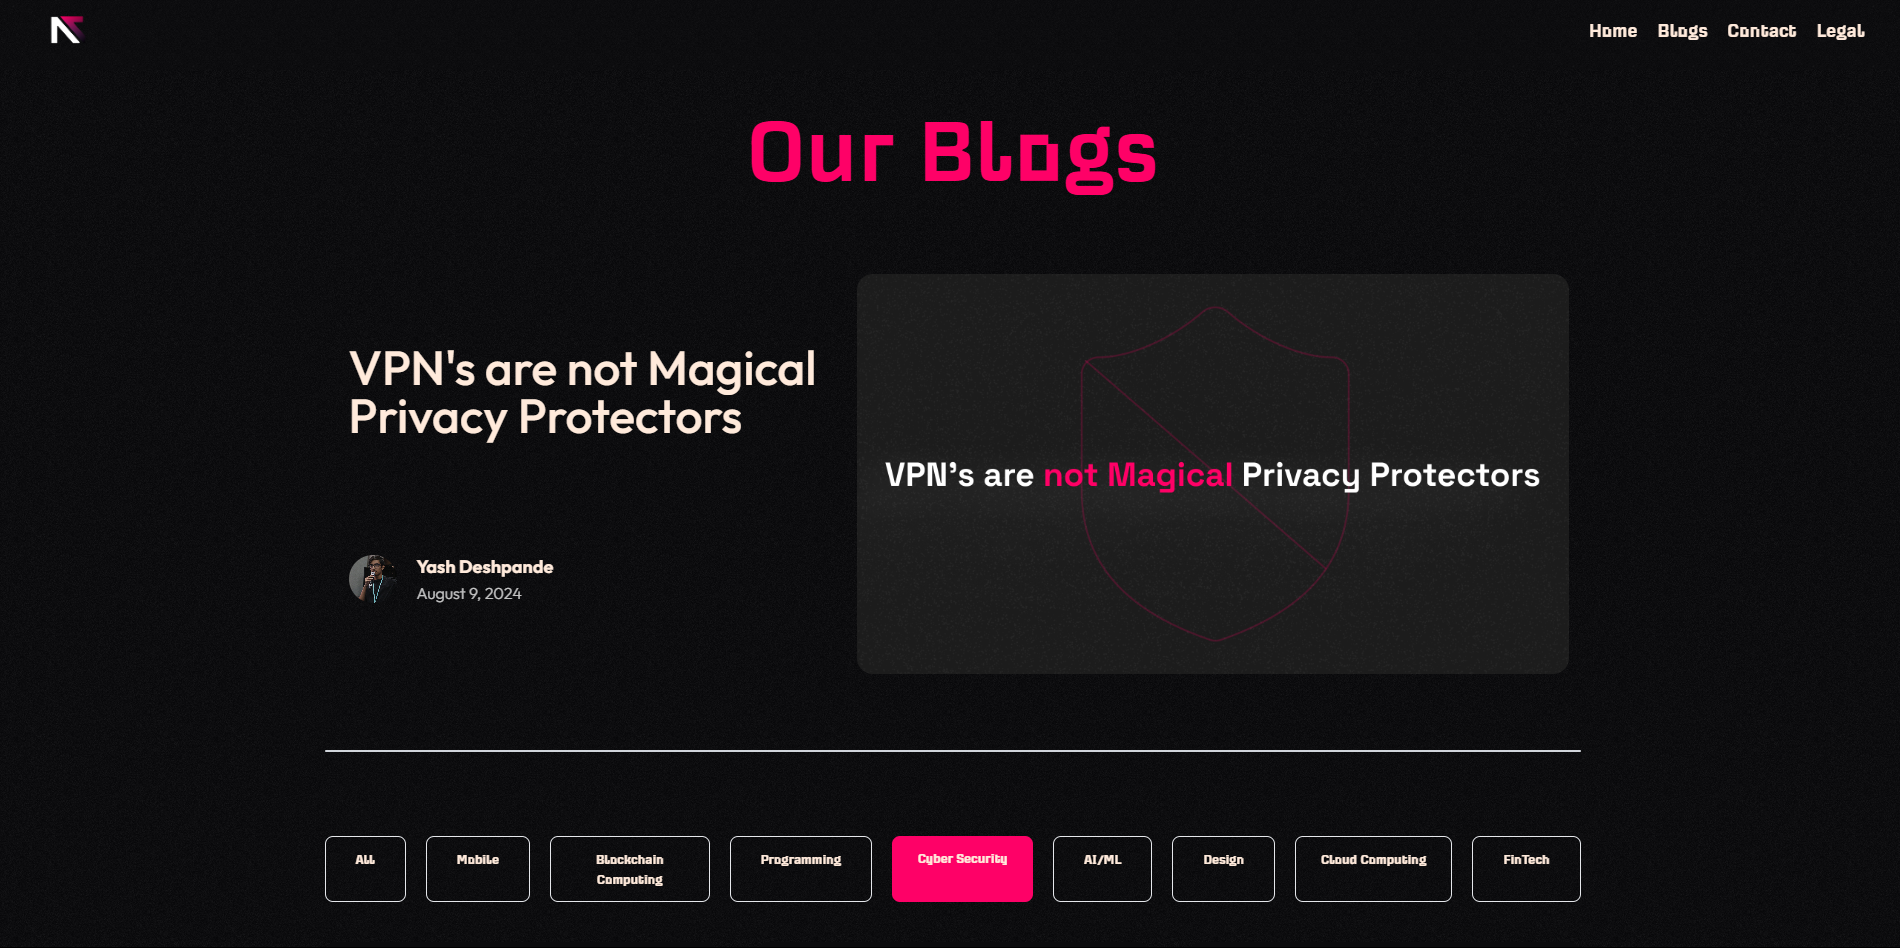 Home Blogs Contact Legal
Our Blogs
VPN's are not Magical
Privacy Protectors
Yash Deshpande
August 9, 2024
VPN’s are not Magical Privacy Protectors
All
Mobile
Blockchain
Computing
Programming
Cyber Security
AI/ML
Design
Cloud Computing
FinTech